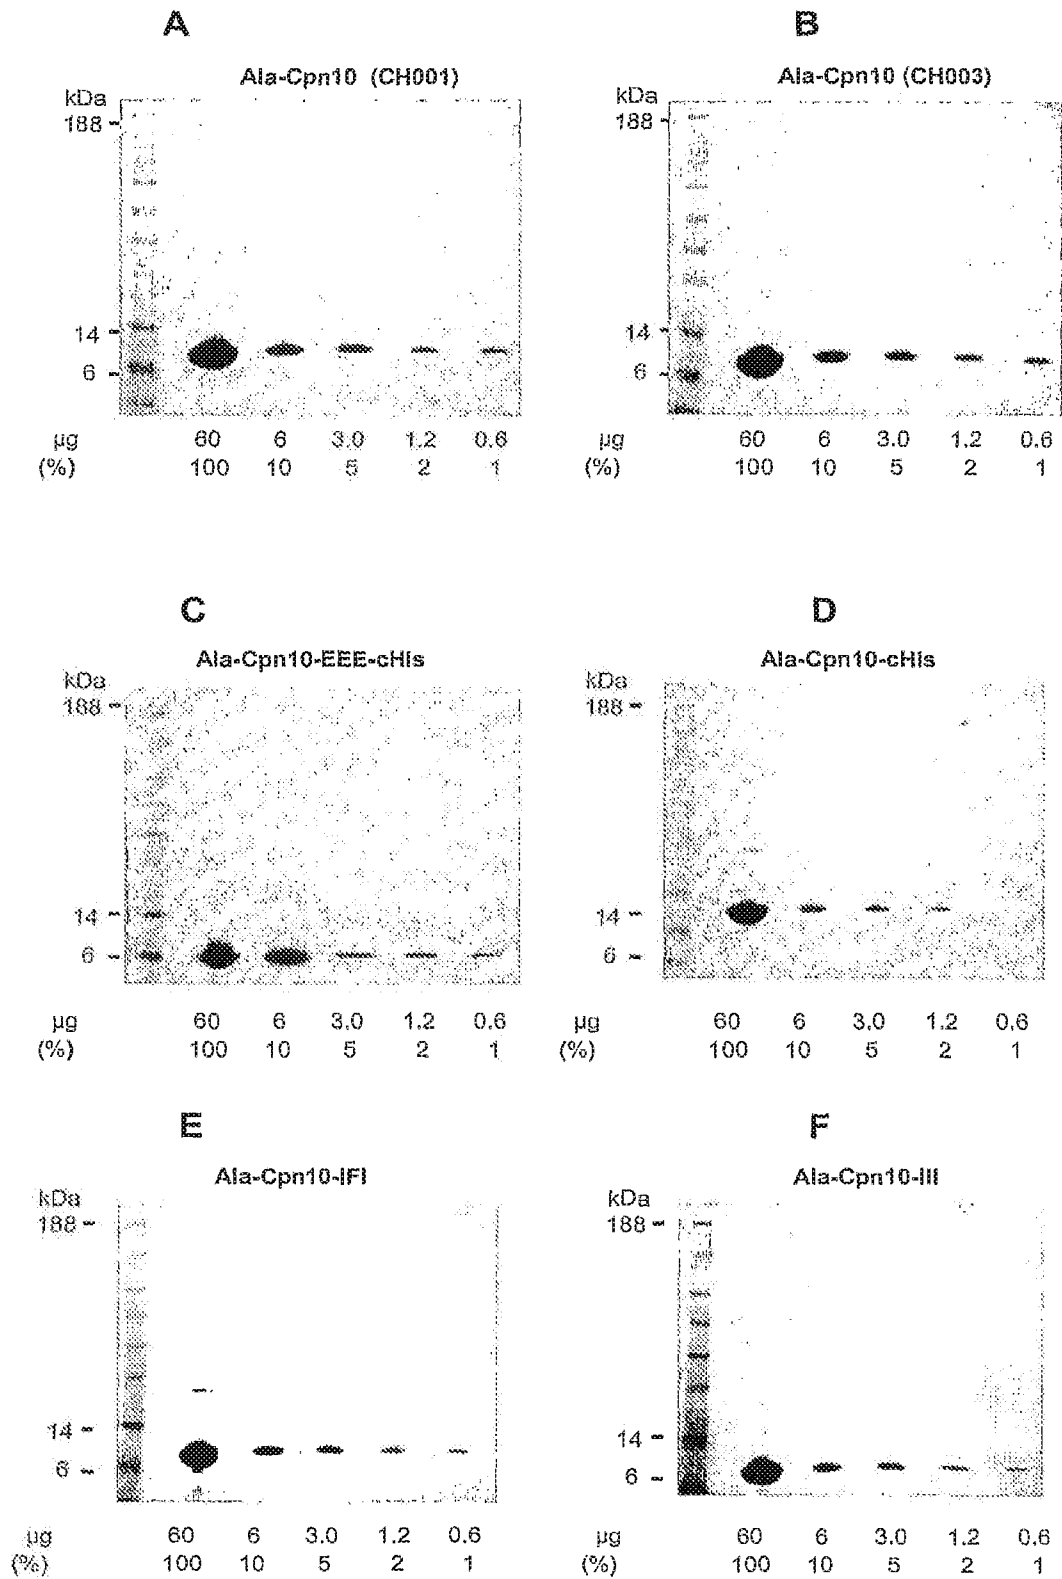 A
Ala-Cpn10 (CH001)
kDa
188
14
6
µg 60 6 3.0 1.2 0.6
(%) 100 10 5 2 1
B
Ala-Cpn10 (CH003)
kDa
188
14
6
µg 60 6 3.0 1.2 0.6
(%) 100 10 5 2 1
C
Ala-Cpn10-EEE-cHis
kDa
188
14
6
µg 60 6 3.0 1.2 0.6
(%) 100 10 5 2 1
D
Ala-Cpn10-cHis
kDa
188
14
6
µg 60 6 3.0 1.2 0.6
(%) 100 10 5 2 1
E
Ala-Cpn10-IFI
kDa
188
14
6
µg 60 6 3.0 1.2 0.6
(%) 100 10 5 2 1
F
Ala-Cpn10-III
kDa
188
14
6
µg 60 6 3.0 1.2 0.6
(%) 100 10 5 2 1